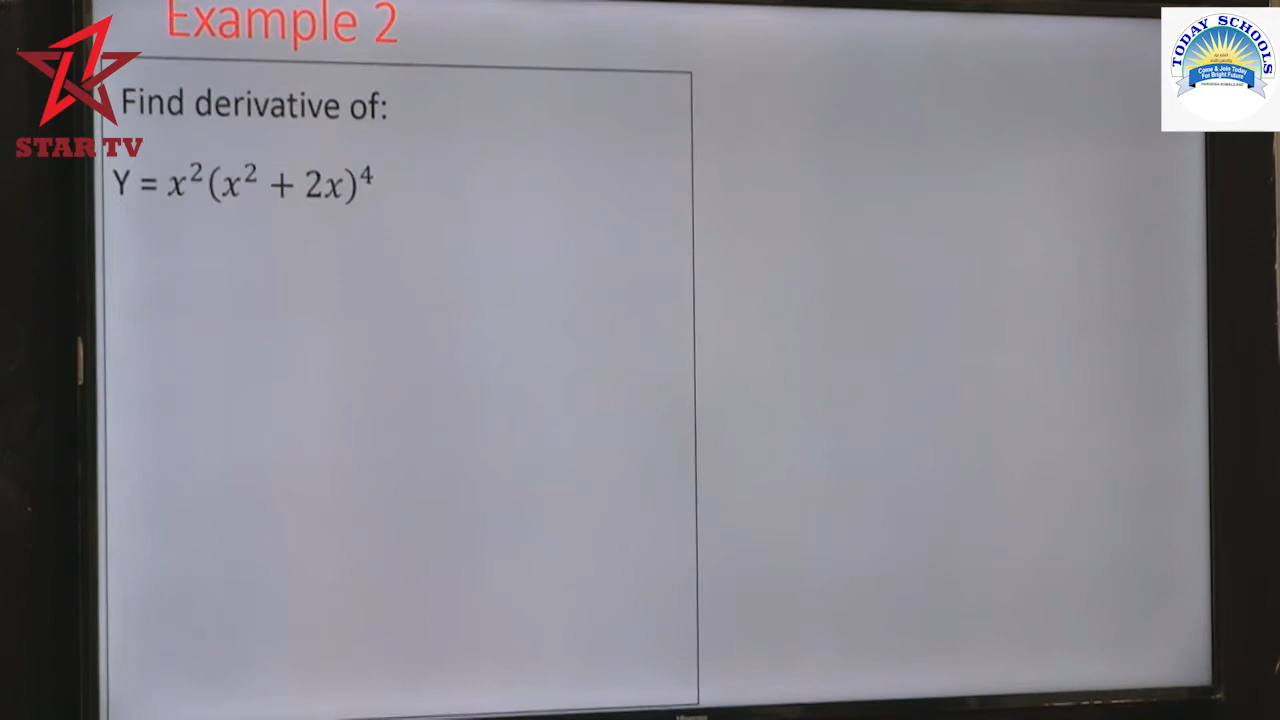 Example 2
STAR TV
Find derivative of:
Y = x²(x² + 2x)⁴
TODAY SCHOOLS
Come & Join Today
For Bright Future